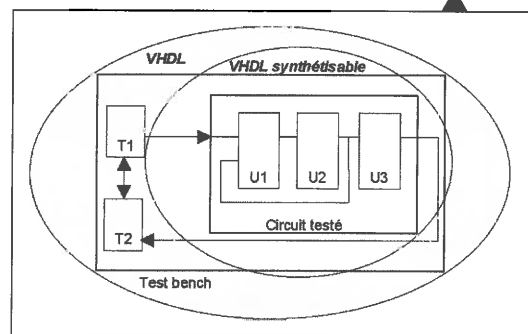 VHDL
VHDL synthétisable
T1
U1
U2
U3
T2
Circuit testé
Test bench